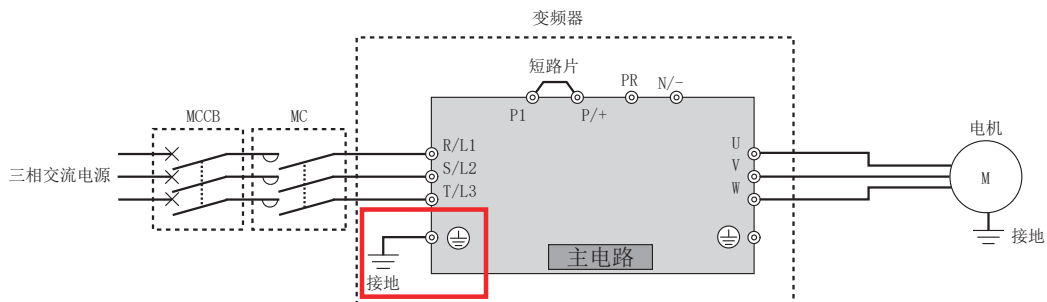 变频器
短路片
PR
N/-
P1
P/+
MCCB
MC
三相交流电源
R/L1
S/L2
T/L3
U
V
W
电机
M
接地
主电路
接地